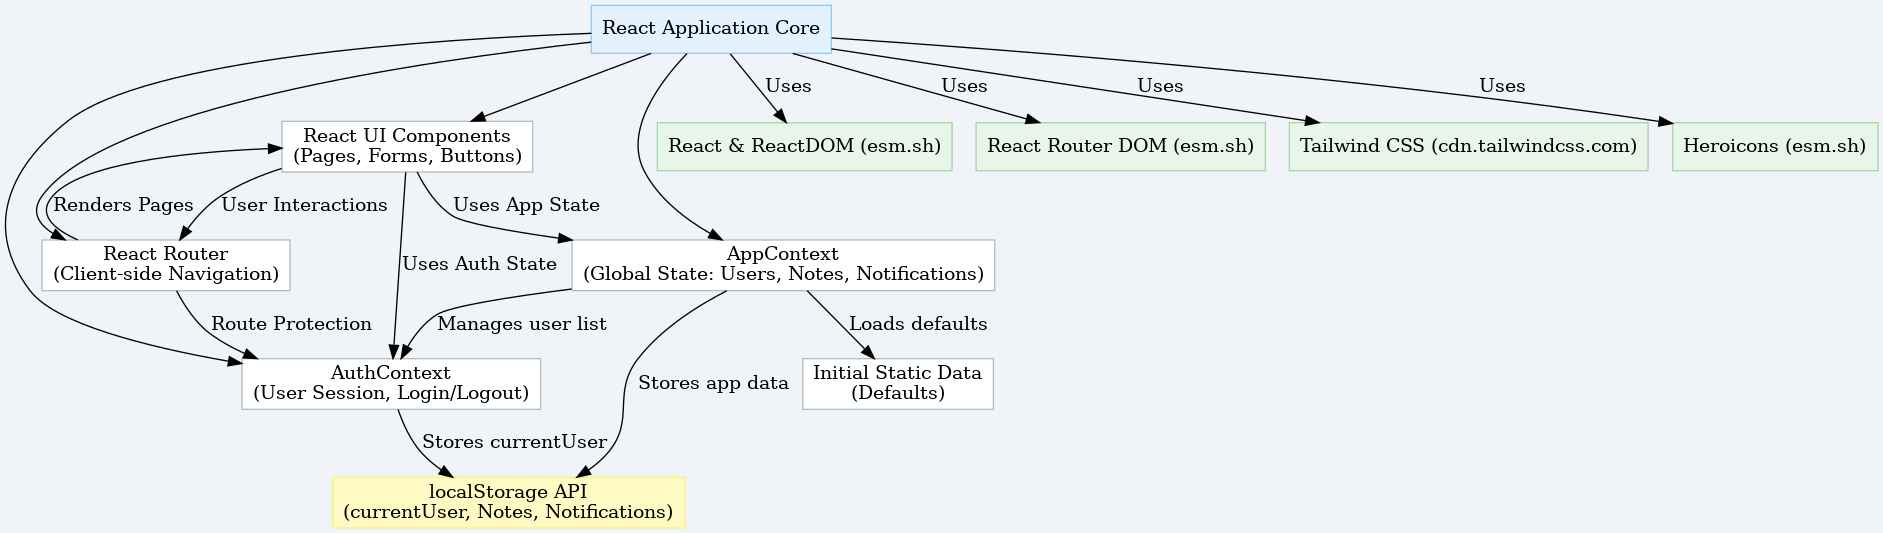 React Application Core
Uses
Uses
Uses
Uses
React UI Components
(Pages, Forms, Buttons)
React & ReactDOM (esm.sh)
React Router DOM (esm.sh)
Tailwind CSS (cdn.tailwindcss.com)
Heroicons (esm.sh)
Renders Pages
User Interactions
Uses App State
React Router
(Client-side Navigation)
Uses Auth State
AppContext
(Global State: Users, Notes, Notifications)
Route Protection
Manages user list
Loads defaults
AuthContext
(User Session, Login/Logout)
Stores app data
Initial Static Data
(Defaults)
Stores currentUser
localStorage API
(currentUser, Notes, Notifications)